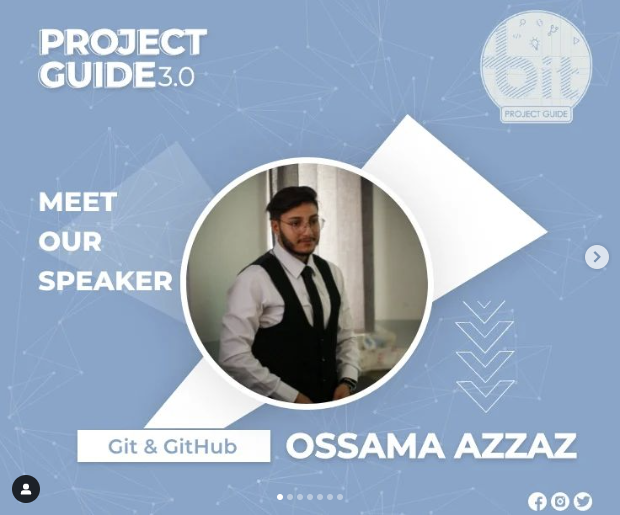 PROJECT
GUIDE3.0
bit
PROJECT GUIDE
MEET
OUR
SPEAKER
Git & GitHub
OSSAMA AZZAZ